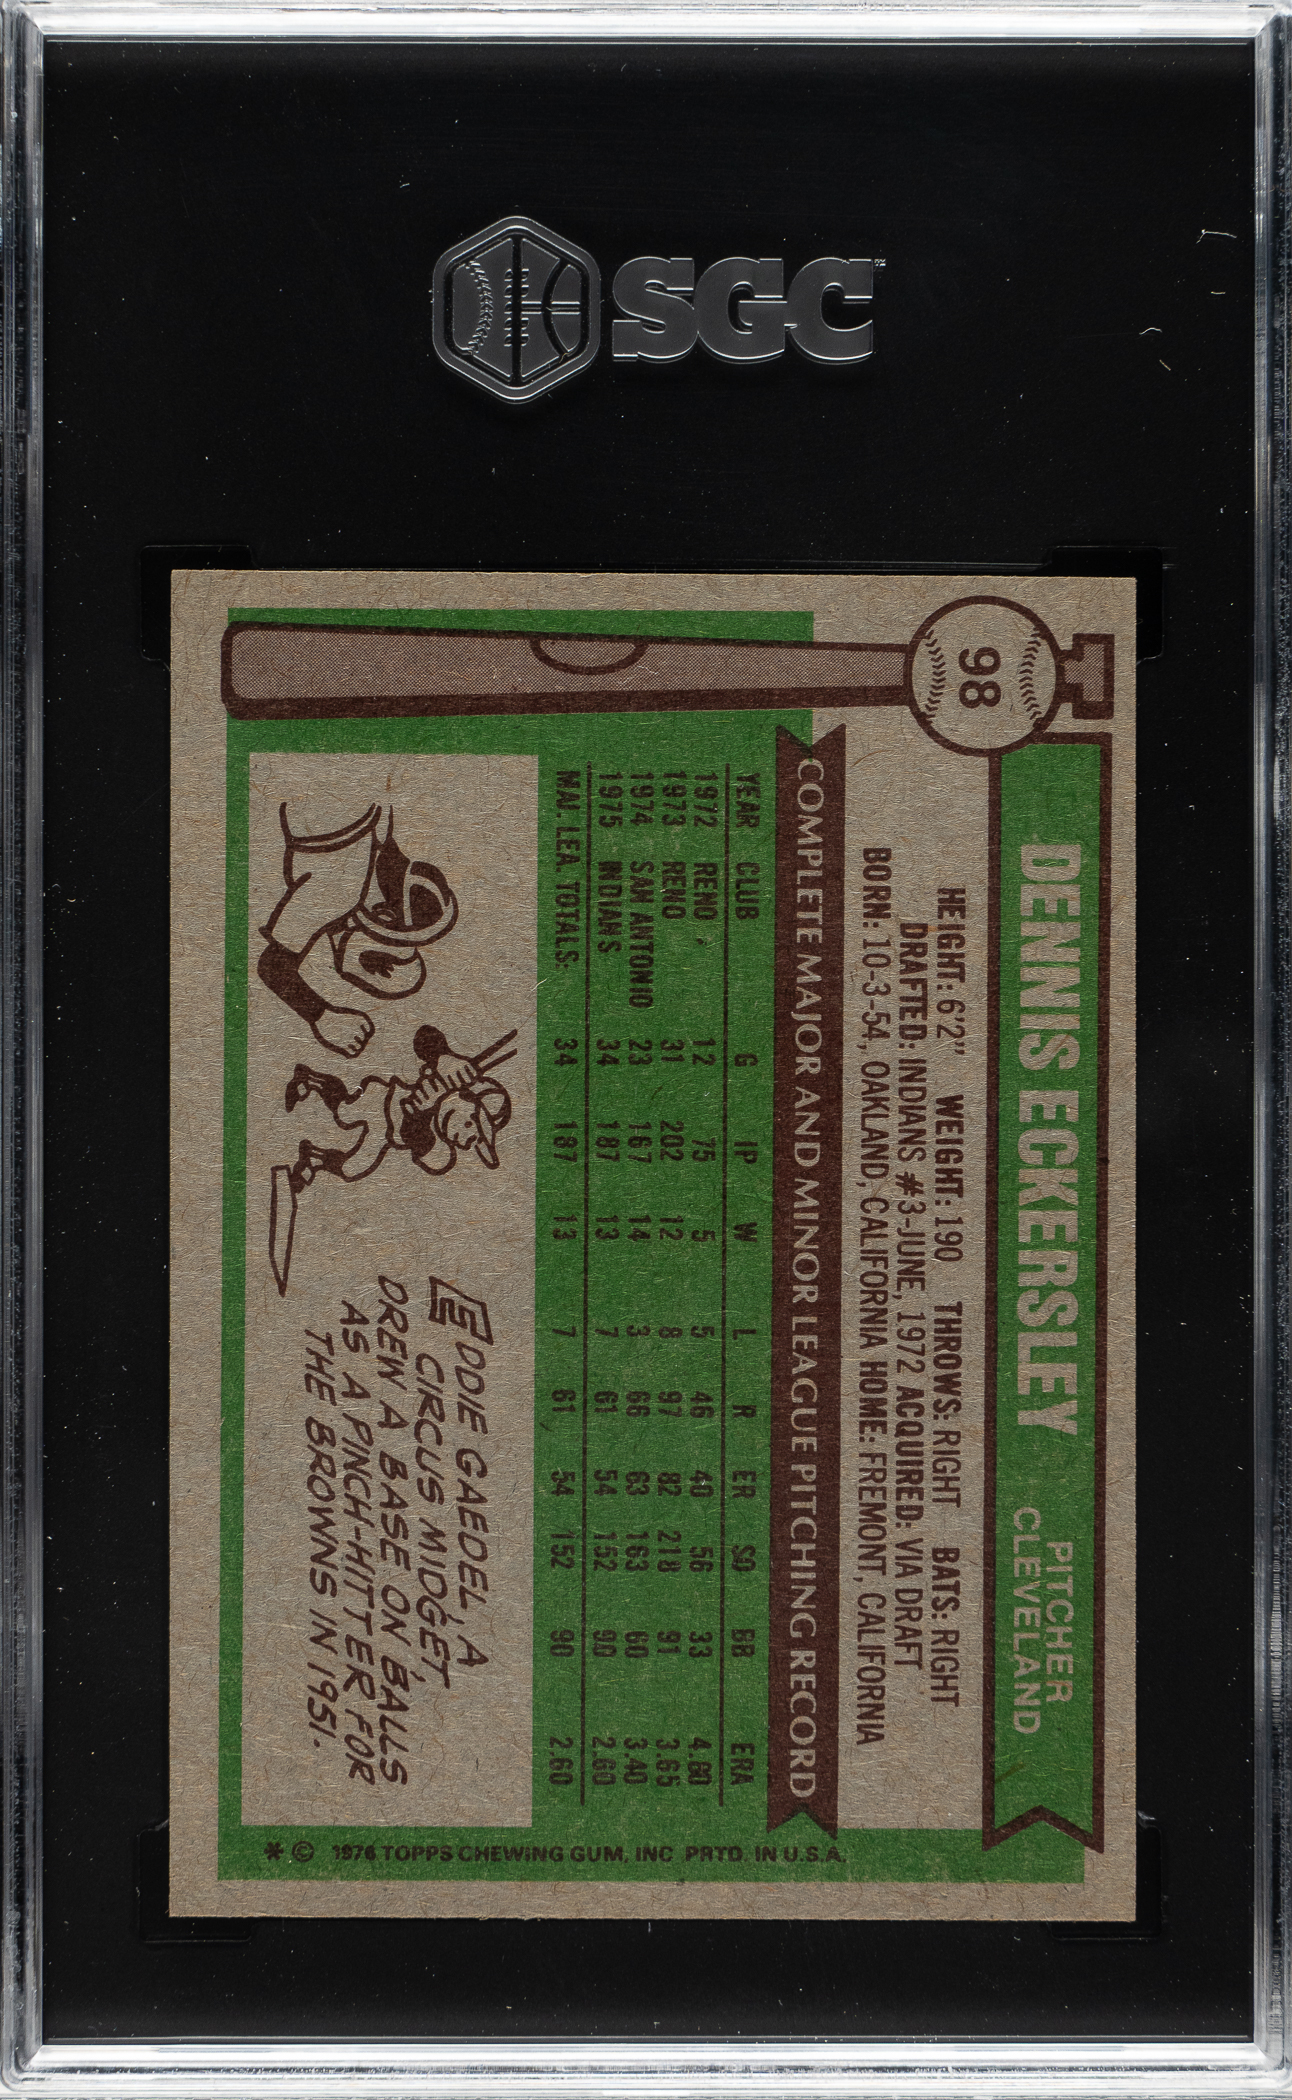 SGC
98
DENNIS ECKERSLEY
PITCHER
CLEVELAND
HEIGHT: 6'2" WEIGHT: 190 THROWS: RIGHT BATS: RIGHT
DRAFTED: INDIANS #3-JUNE, 1972 ACQUIRED: VIA DRAFT
BORN: 10-3-54, OAKLAND, CALIFORNIA HOME: FREMONT, CALIFORNIA
COMPLETE MAJOR AND MINOR LEAGUE PITCHING RECORD
YEAR CLUB G IP W L R ER SO BB ERA
1972 RENO 12 75 5 5 46 40 56 33 4.80
1973 RENO 31 202 12 8 97 82 218 91 3.65
1974 SAN ANTONIO 23 167 14 3 66 63 163 60 3.40
1975 INDIANS 34 187 13 7 61 54 152 90 2.60
MAJ. LEA. TOTALS: 34 187 13 7 61 54 152 90 2.60
EDDIE GAEDEL, A
CIRCUS MIDGET,
DREW A BASE ON BALLS
AS A PINCH-HITTER FOR
THE BROWNS IN 1951.
* © 1976 TOPPS CHEWING GUM, INC PRTD. IN U.S.A.